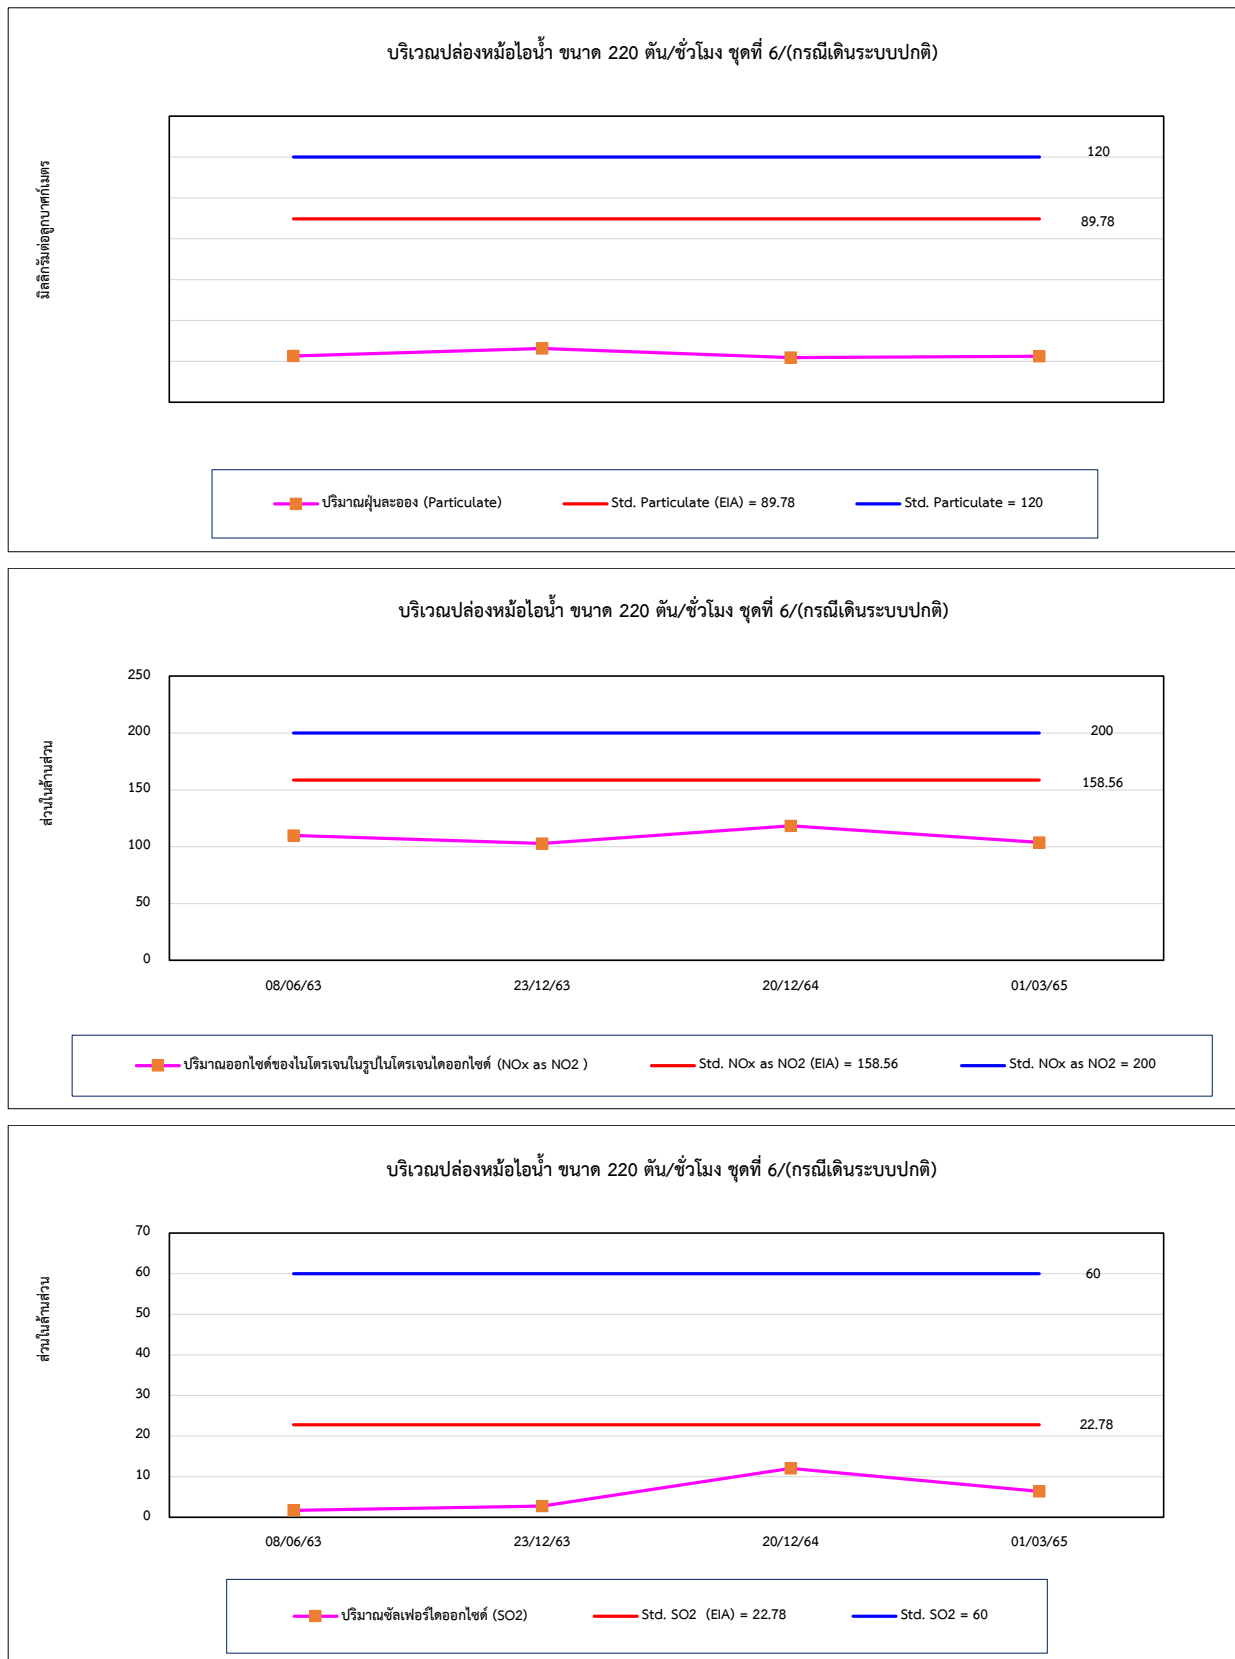 บริเวณปล่องหม้อไอน้ำ ขนาด 220 ตัน/ชั่วโมง ชุดที่ 6/(กรณีเดินระบบปกติ)
มิลลิกรัมต่อลูกบาศก์เมตร
120
89.78
ปริมาณฝุ่นละออง (Particulate)
Std. Particulate (EIA) = 89.78
Std. Particulate = 120
บริเวณปล่องหม้อไอน้ำ ขนาด 220 ตัน/ชั่วโมง ชุดที่ 6/(กรณีเดินระบบปกติ)
ส่วนในล้านส่วน
250
200
150
100
50
0
200
158.56
08/06/63
23/12/63
20/12/64
01/03/65
ปริมาณออกไซด์ของไนโตรเจนในรูปไนโตรเจนไดออกไซด์ (NOx as NO2 )
Std. NOx as NO2 (EIA) = 158.56
Std. NOx as NO2 = 200
บริเวณปล่องหม้อไอน้ำ ขนาด 220 ตัน/ชั่วโมง ชุดที่ 6/(กรณีเดินระบบปกติ)
ส่วนในล้านส่วน
70
60
50
40
30
20
10
0
60
22.78
08/06/63
23/12/63
20/12/64
01/03/65
ปริมาณซัลเฟอร์ไดออกไซด์ (SO2)
Std. SO2  (EIA) = 22.78
Std. SO2 = 60